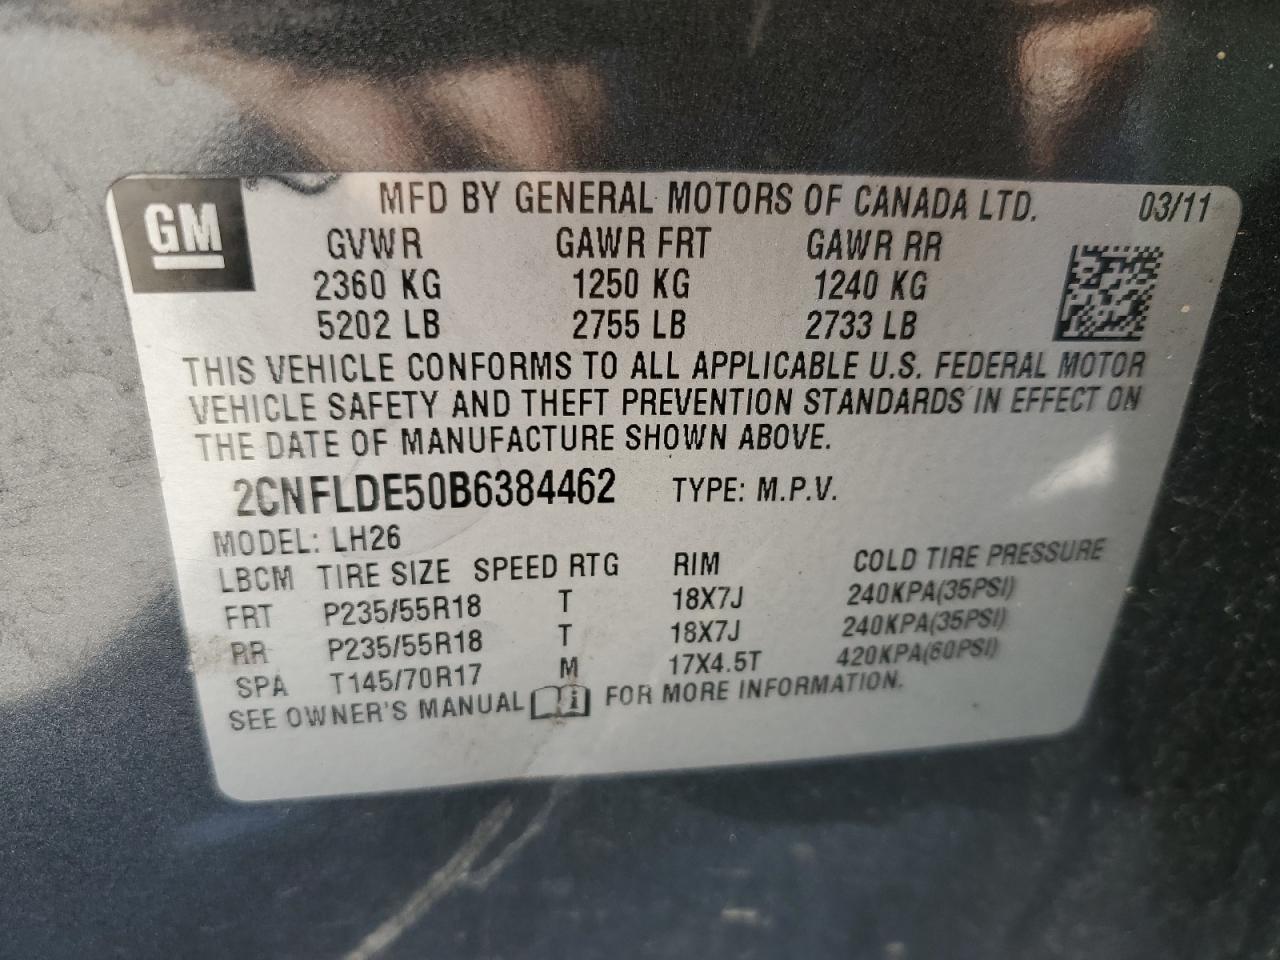 GM
MFD BY GENERAL MOTORS OF CANADA LTD. 03/11
GVWR GAWR FRT GAWR RR
2360 KG 1250 KG 1240 KG
5202 LB 2755 LB 2733 LB
THIS VEHICLE CONFORMS TO ALL APPLICABLE U.S. FEDERAL MOTOR
VEHICLE SAFETY AND THEFT PREVENTION STANDARDS IN EFFECT ON
THE DATE OF MANUFACTURE SHOWN ABOVE.
2CNFLDE50B6384462 TYPE: M.P.V.
MODEL: LH26
LBCM TIRE SIZE SPEED RTG RIM COLD TIRE PRESSURE
FRT P235/55R18 T 18X7J 240KPA(35PSI)
RR P235/55R18 T 18X7J 240KPA(35PSI)
SPA T145/70R17 M 17X4.5T 420KPA(60PSI)
SEE OWNER'S MANUAL i FOR MORE INFORMATION.